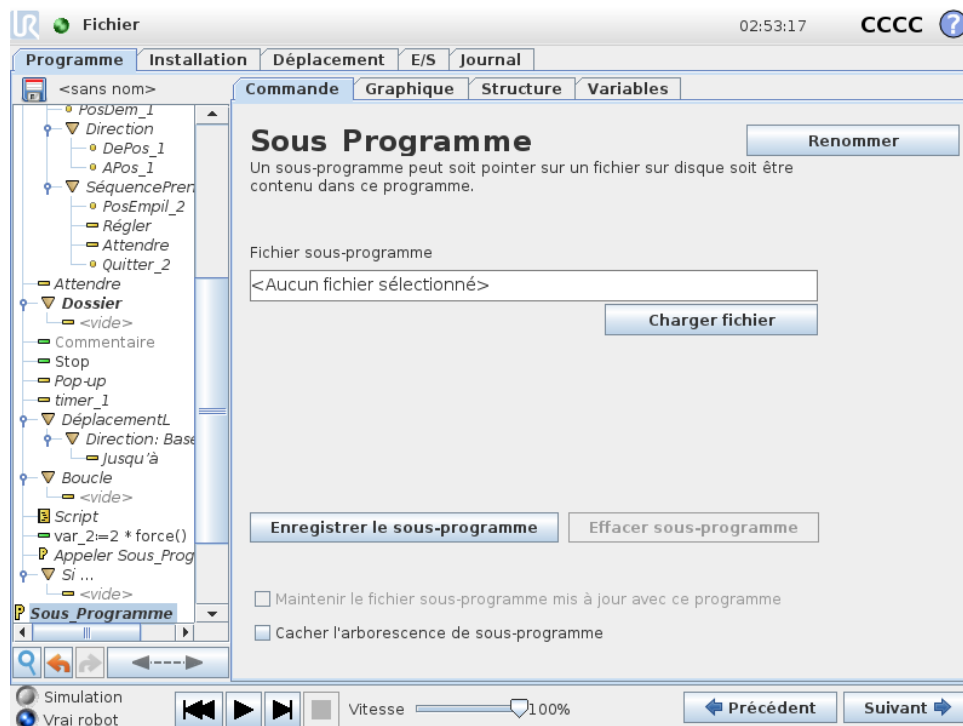 UR Fichier 02:53:17 CCCC ?
Programme Installation Déplacement E/S Journal
<sans nom>
Commande Graphique Structure Variables
PosDem_1
Direction
DePos_1
APos_1
SéquencePren
PosEmpil_2
Régler
Attendre
Quitter_2
Attendre
Dossier
<vide>
Commentaire
Stop
Pop-up
timer_1
DéplacementL
Direction: Base
Jusqu'à
Boucle
<vide>
Script
var_2:=2 * force()
Appeler Sous_Prog
Si ...
<vide>
Sous_Programme
Sous Programme
Renommer
Un sous-programme peut soit pointer sur un fichier sur disque soit être
contenu dans ce programme.
Fichier sous-programme
<Aucun fichier sélectionné>
Charger fichier
Enregistrer le sous-programme Effacer sous-programme
Maintenir le fichier sous-programme mis à jour avec ce programme
Cacher l'arborescence de sous-programme
Simulation
Vrai robot
Vitesse 100%
Précédent Suivant